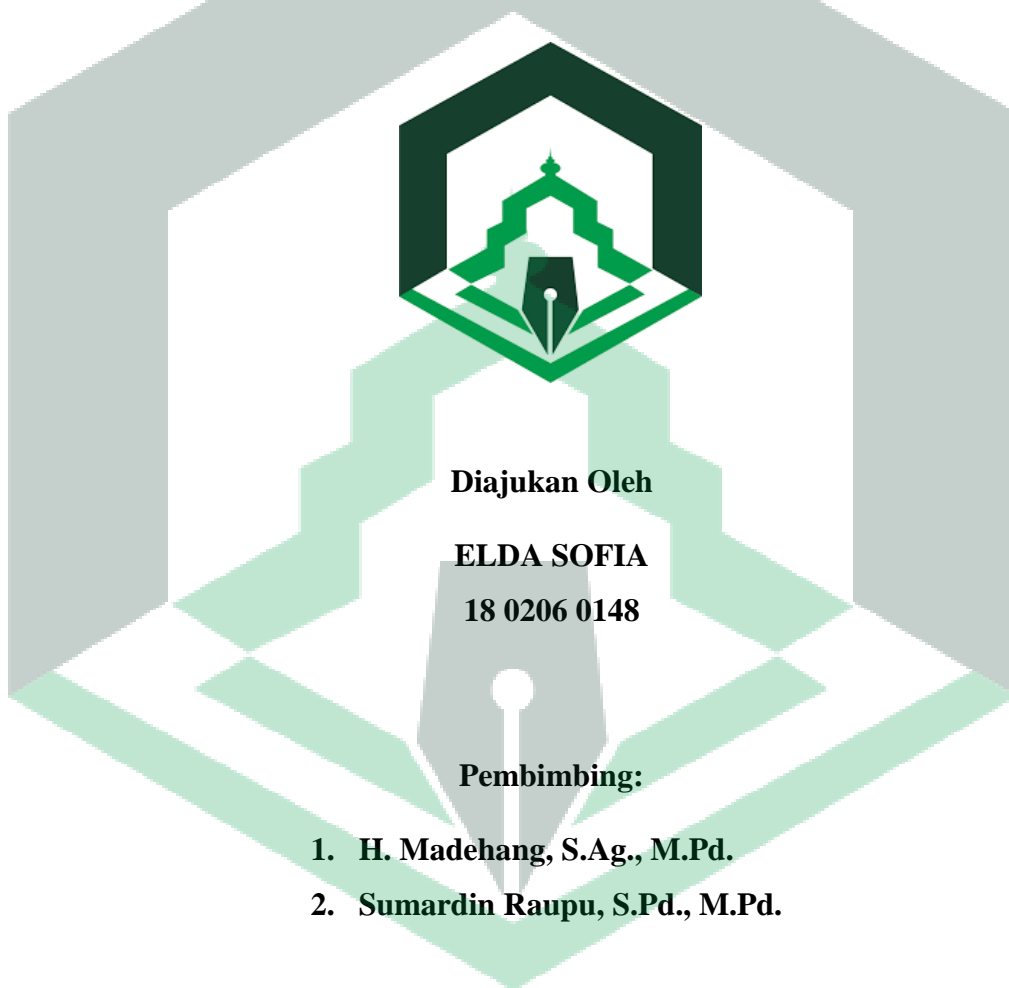 Diajukan Oleh
ELDA SOFIA
18 0206 0148
Pembimbing:
1. H. Madehang, S.Ag., M.Pd.
2. Sumardin Raupu, S.Pd., M.Pd.